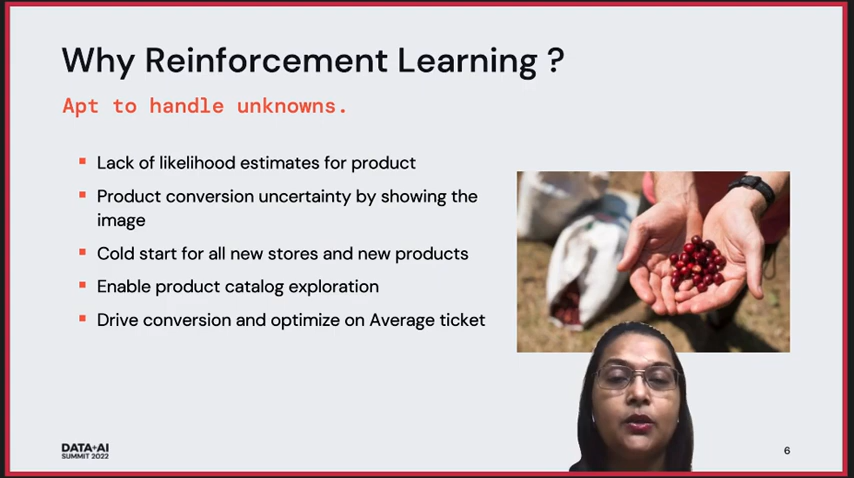 Why Reinforcement Learning ?
Apt to handle unknowns.
Lack of likelihood estimates for product
Product conversion uncertainty by showing the
image
Cold start for all new stores and new products
Enable product catalog exploration
Drive conversion and optimize on Average ticket
DATA+AI
SUMMIT 2022
6